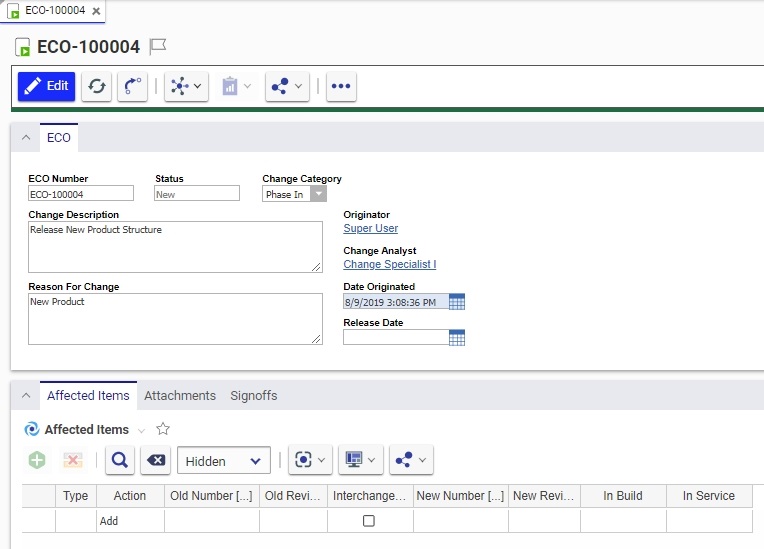 ECO-100004
ECO-100004
Edit
ECO
ECO Number Status Change Category
ECO-100004 New Phase In
Change Description Originator
Release New Product Structure Super User
Change Analyst
Change Specialist I
Reason For Change Date Originated
New Product 8/9/2019 3:08:36 PM
Release Date
Affected Items Attachments Signoffs
Affected Items
Hidden
Type Action Old Number [...] Old Revi... Interchange... New Number [...] New Revi... In Build In Service
Add